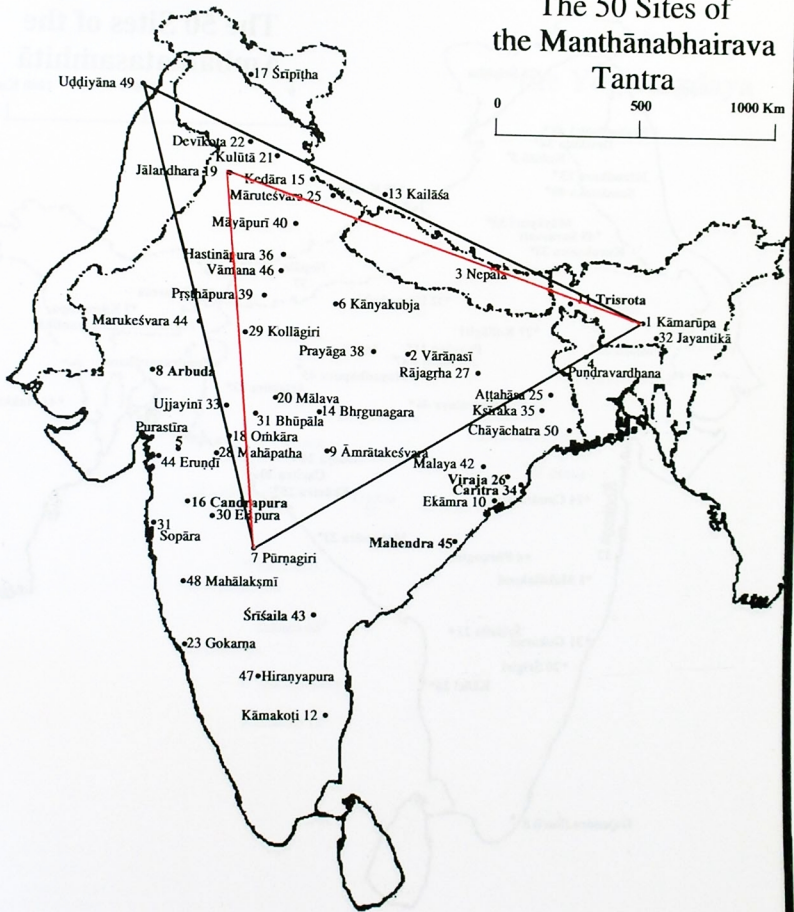 The 50 Sites of
the Manthānabhairava
Tantra
0 500 1000 Km
17 Śrīpīṭha
Uḍḍiyāna 49
Devīkoṭa 22
Kulūtā 21
Jālandhara 19
Kedāra 15
Māruteśvara 25
13 Kailāśa
Māyāpurī 40
Hastināpura 36
Vāmana 46
3 Nepala
Pṛṣṭhāpura 39
6 Kānyakubja
11 Trisrota
Marukeśvara 44
1 Kāmarūpa
29 Kollāgiri
32 Jayantikā
Prayāga 38
2 Vārāṇasī
4
8 Arbuda
Rājagṛha 27
Puṇḍravardhana
20 Mālava
Aṭṭahāsa 25
Ujjayinī 33
14 Bhṛgunagara
Kṣīraka 35
31 Bhūpāla
Purastīra
5
18 Oṁkāra
Chāyāchatra 50
28 Mahāpatha
9 Āmrātakeśvara
44 Eruṇḍī
Malaya 42
Viraja 26
Caritra 34
16 Candrapura
Ekāmra 10
30 pura
31
Sopāra
Mahendra 45
7 Pūrṇagiri
48 Mahālakṣmī
Śrīśaila 43
23 Gokarṇa
47 Hiraṇyapura
Kāmakoṭi 12